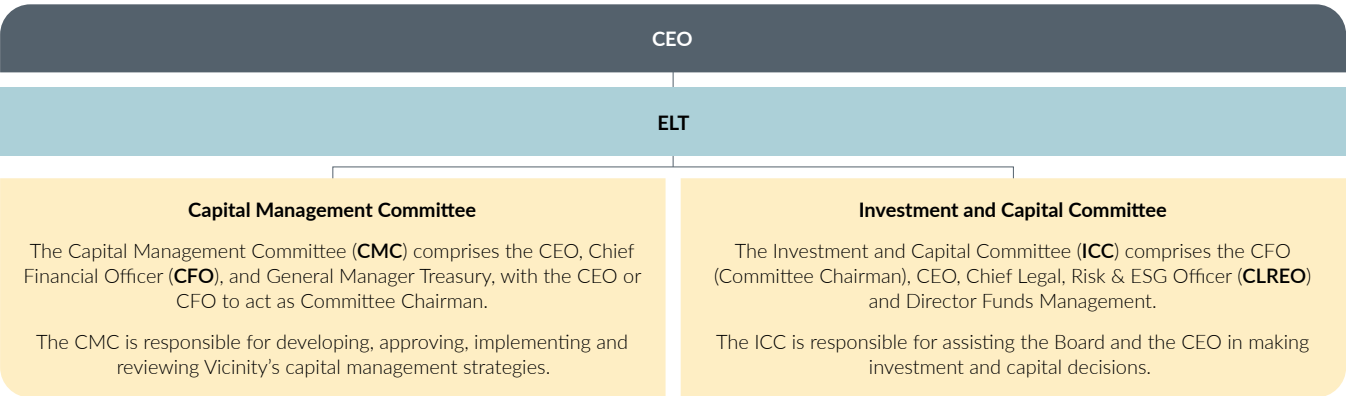 CEO
ELT
Capital Management Committee
The Capital Management Committee (CMC) comprises the CEO, Chief
Financial Officer (CFO), and General Manager Treasury, with the CEO or
CFO to act as Committee Chairman.
The CMC is responsible for developing, approving, implementing and
reviewing Vicinity’s capital management strategies.
Investment and Capital Committee
The Investment and Capital Committee (ICC) comprises the CFO
(Committee Chairman), CEO, Chief Legal, Risk & ESG Officer (CLREO)
and Director Funds Management.
The ICC is responsible for assisting the Board and the CEO in making
investment and capital decisions.